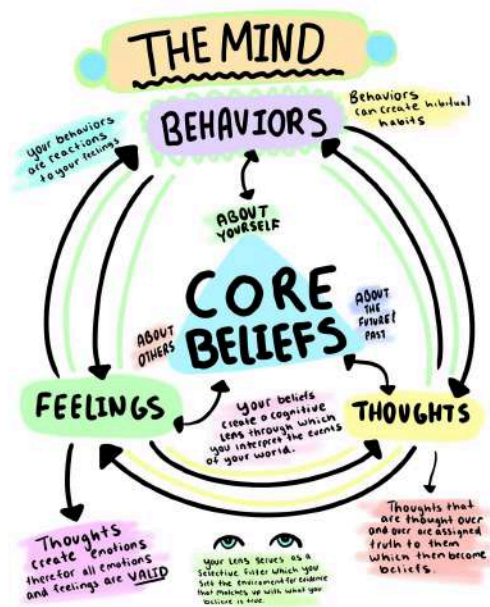 THE MIND
BEHAVIORS
Your behaviors
are reactions
to your feelings
Behaviors
can create hibitual
habits
ABOUT
YOURSELF
CORE
BELIEFS
ABOUT
OTHERS
ABOUT
THE
FUTURE?
PAST
FEELINGS
THOUGHTS
Your beliefs
create a cognitive
Lens through which
you interpret the events
of your world.
Thoughts
create emotions
therefor all emotions
and feelings are VALID
your Lens serves as a
selective filter which you
sift the enviroment for evidence
that matches up with what you
believe is true.
Thoughts that
are thought over
and over are assigned
truth to them
which then become
beliefs.